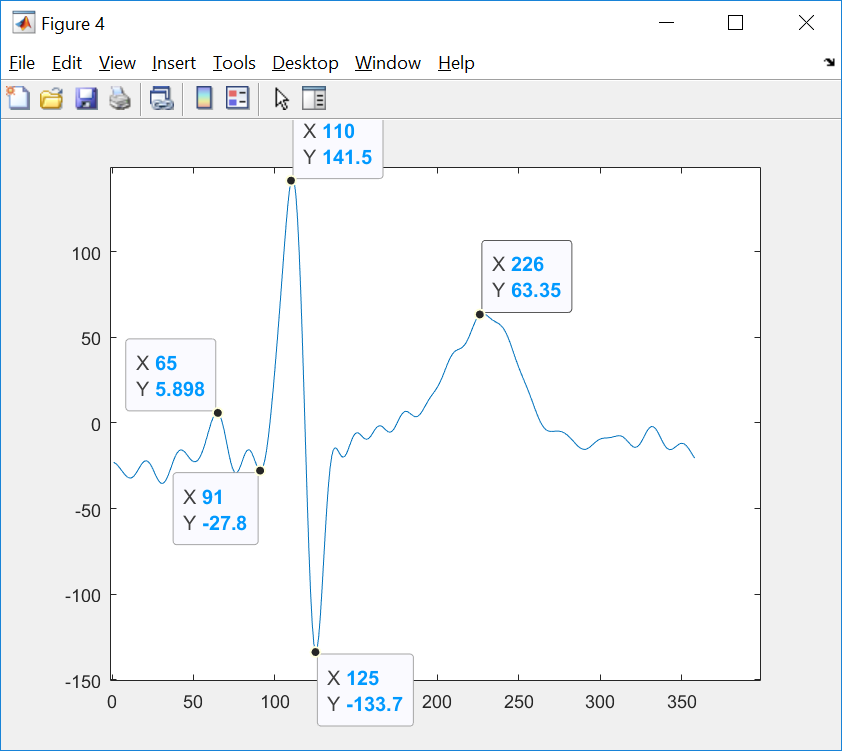 Figure 4
File Edit View Insert Tools Desktop Window Help
X 110
Y 141.5
X 226
Y 63.35
X 65
Y 5.898
X 91
Y -27.8
X 125
Y -133.7
100
50
0
-50
-100
-150
0 50 100 200 250 300 350